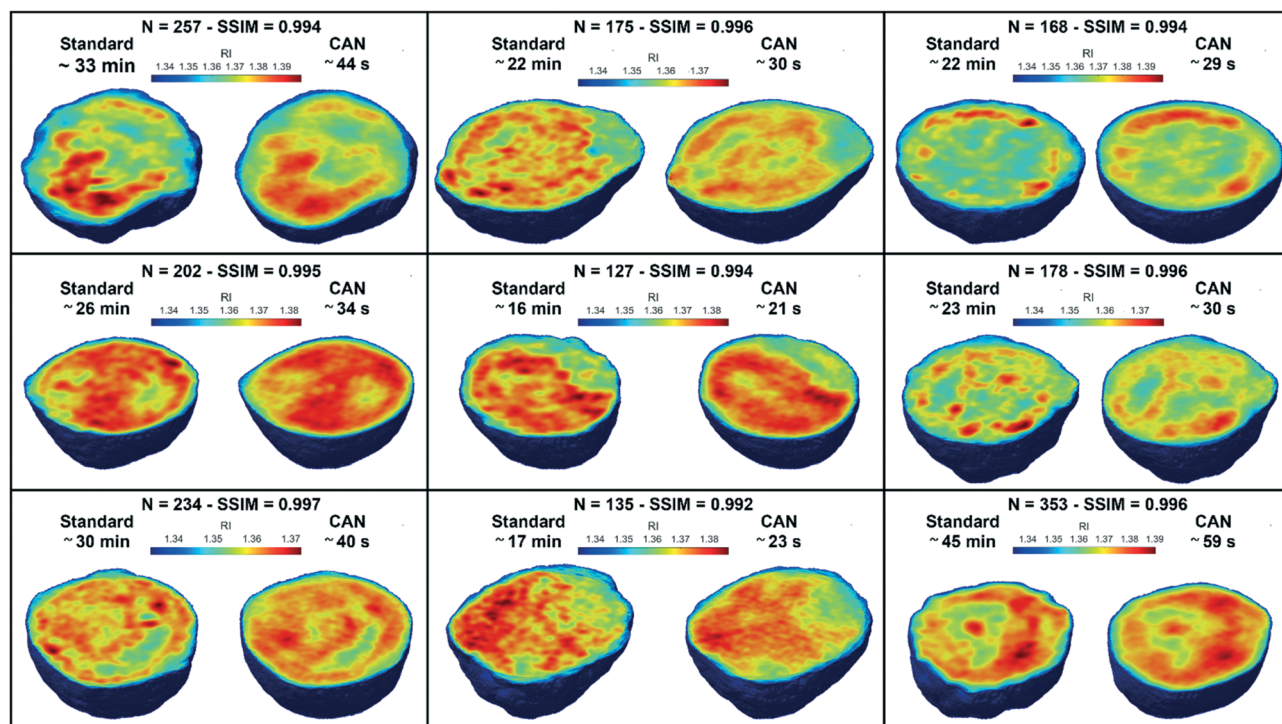 N = 257 - SSIM = 0.994
Standard
~ 33 min
RI
1.34 1.35 1.36 1.37 1.38 1.39
CAN
~ 44 s
N = 175 - SSIM = 0.996
Standard
~ 22 min
RI
1.34 1.35 1.36 1.37
CAN
~ 30 s
N = 168 - SSIM = 0.994
Standard
~ 22 min
RI
1.34 1.35 1.36 1.37 1.38 1.39
CAN
~ 29 s
N = 202 - SSIM = 0.995
Standard
~ 26 min
RI
1.34 1.35 1.36 1.37 1.38
CAN
~ 34 s
N = 127 - SSIM = 0.994
Standard
~ 16 min
RI
1.34 1.35 1.36 1.37 1.38
CAN
~ 21 s
N = 178 - SSIM = 0.996
Standard
~ 23 min
RI
1.34 1.35 1.36 1.37
CAN
~ 30 s
N = 234 - SSIM = 0.997
Standard
~ 30 min
RI
1.34 1.35 1.36 1.37
CAN
~ 40 s
N = 135 - SSIM = 0.992
Standard
~ 17 min
RI
1.34 1.35 1.36 1.37 1.38
CAN
~ 23 s
N = 353 - SSIM = 0.996
Standard
~ 45 min
RI
1.34 1.35 1.36 1.37 1.38 1.39
CAN
~ 59 s